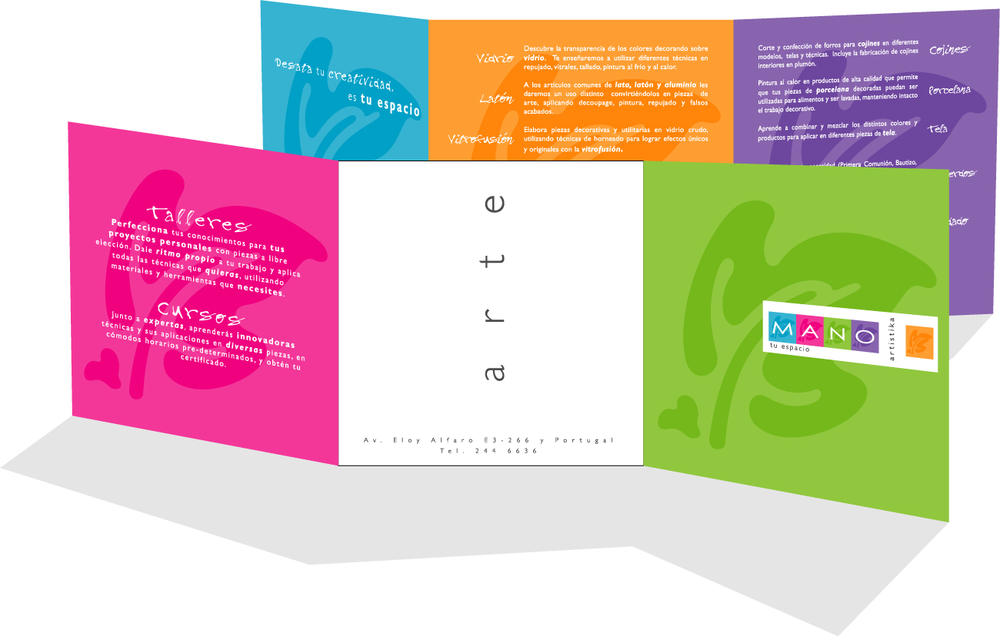 Desata tu creatividad,
es tu espacio
Vidrio
Descubre la transparencia de los colores decorando sobre
vidrio. Te enseñaremos a utilizar diferentes técnicas en
repujado, vitrales, tallado, pintura al frío y al calor.
Latón
A los artículos comunes de lata, latón y aluminio les
daremos un uso distinto convirtiéndolos en piezas de
arte, aplicando decoupage, pintura, repujado y falsos
acabados.
Vitrofusión
Elabora piezas decorativas y utilitarias en vidrio crudo,
utilizando técnicas de horneado para lograr efectos únicos
y originales con la vitrofusión.
Corte y confección de forros para cojines en diferentes
modelos, telas y técnicas. Incluye la fabricación de cojines
interiores en plumón.
Cojines
Pintura al calor en productos de alta calidad que permite
que tus piezas de porcelana decoradas puedan ser
utilizadas para alimentos y ser lavadas, manteniendo intacto
el trabajo decorativo.
Porcelana
Aprende a combinar y mezclar los distintos colores y
productos para aplicar en diferentes piezas de tela.
Tela
(Primera Comunión, Bautizo,
Talleres
Perfecciona tus conocimientos para tus
proyectos personales con piezas a libre
elección. Dale ritmo propio a tu trabajo y aplica
todas las técnicas que quieras, utilizando
materiales y herramientas que necesites.
cursos
Junto a expertas, aprenderás innovadoras
técnicas y sus aplicaciones en diversas piezas, en
cómodos horarios pre-determinados, y obtén tu
certificado.
arte
Av. Eloy Alfaro E3-266 y Portugal
Tel. 244 6636
MANO
tu espacio
artistika